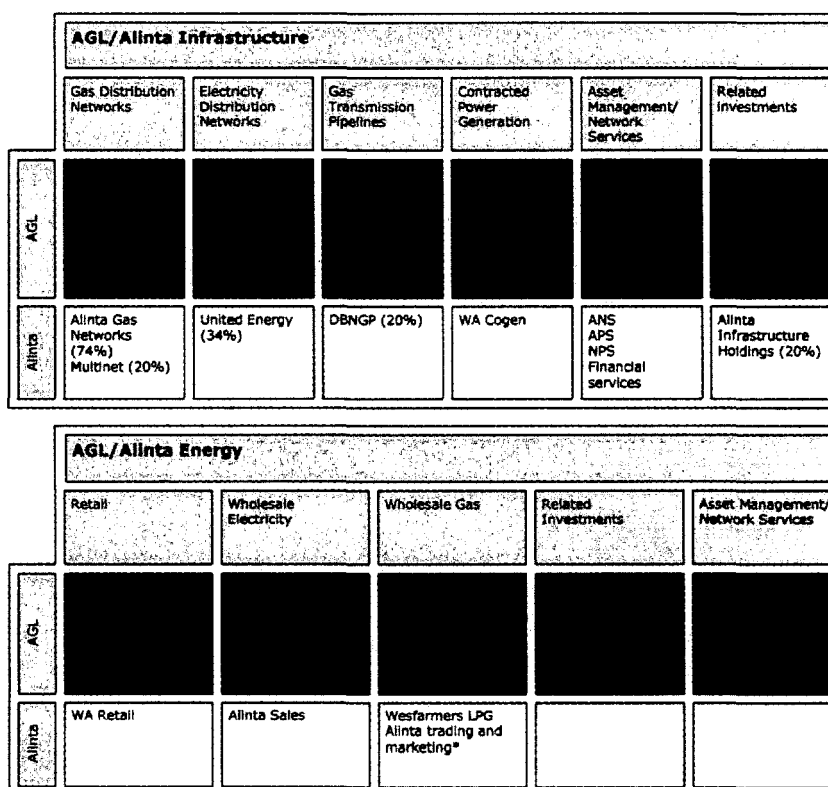 AGL/Alinta Infrastructure
Gas Distribution
Networks
Electricity
Distribution
Networks
Gas
Transmission
Pipelines
Contracted
Power
Generation
Asset
Management/
Network
Services
Related
Investments
AGL
Alinta
Alinta Gas
Networks
(74%)
Multinet (20%)
United Energy
(34%)
DBNGP (20%)
WA Cogen
ANS
APS
NPS
Financial
services
Alinta
Infrastructure
Holdings (20%)
AGL/Alinta Energy
Retail
Wholesale
Electricity
Wholesale Gas
Related
Investments
Asset Management/
Network Services
AGL
Alinta
WA Retail
Alinta Sales
Wesfarmers LPG
Alinta trading and
marketing*